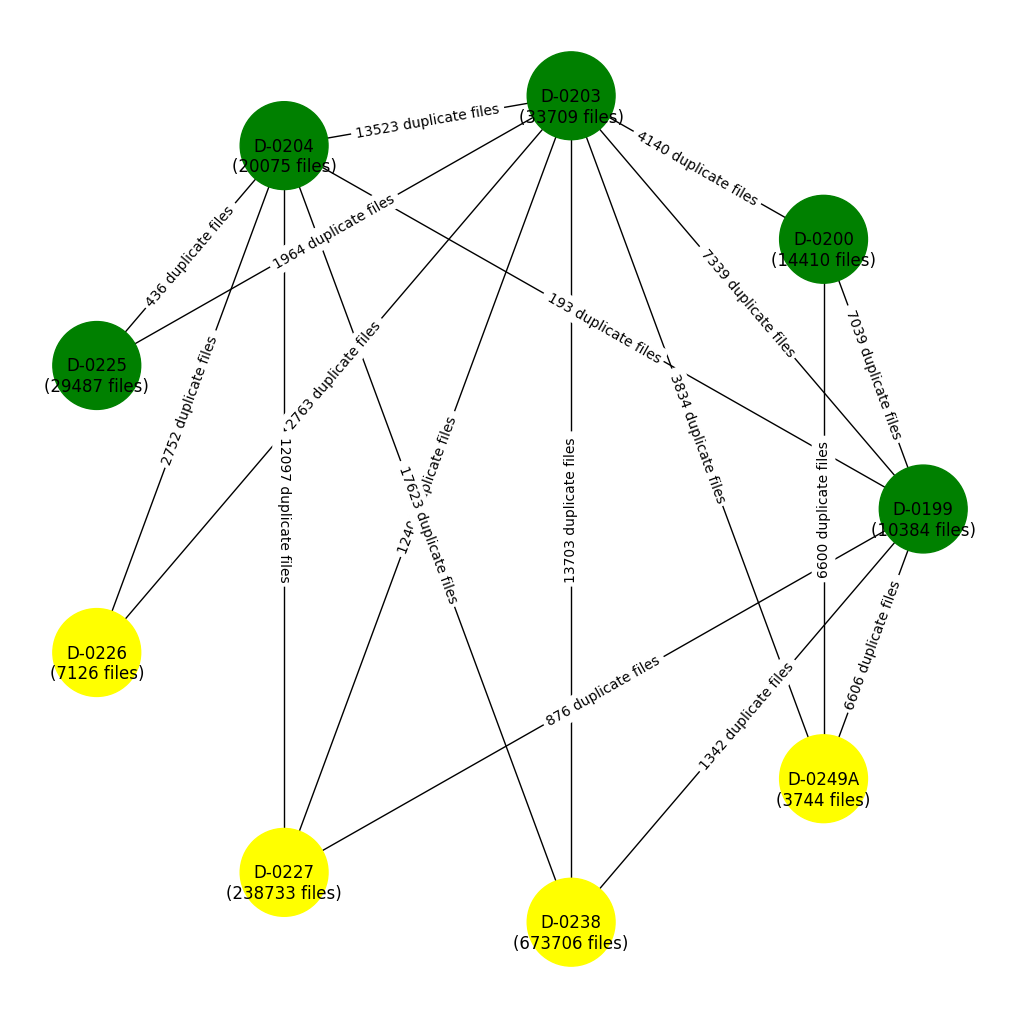 D-0203
(33709 files)
13523 duplicate files
D-0204
(20075 files)
4140 duplicate files
D-0200
(14410 files)
1964 duplicate files
436 duplicate files
7339 duplicate files
193 duplicate files
7039 duplicate files
D-0225
(29487 files)
2763 duplicate files
2752 duplicate files
3834 duplicate files
12097 duplicate files
17623 duplicate files
files
13703 duplicate files
6600 duplicate files
D-0199
(10384 files)
D-0226
(7126 files)
876 duplicate files
1342 duplicate files
6606 duplicate files
D-0249A
(3744 files)
D-0227
(238733 files)
D-0238
(673706 files)